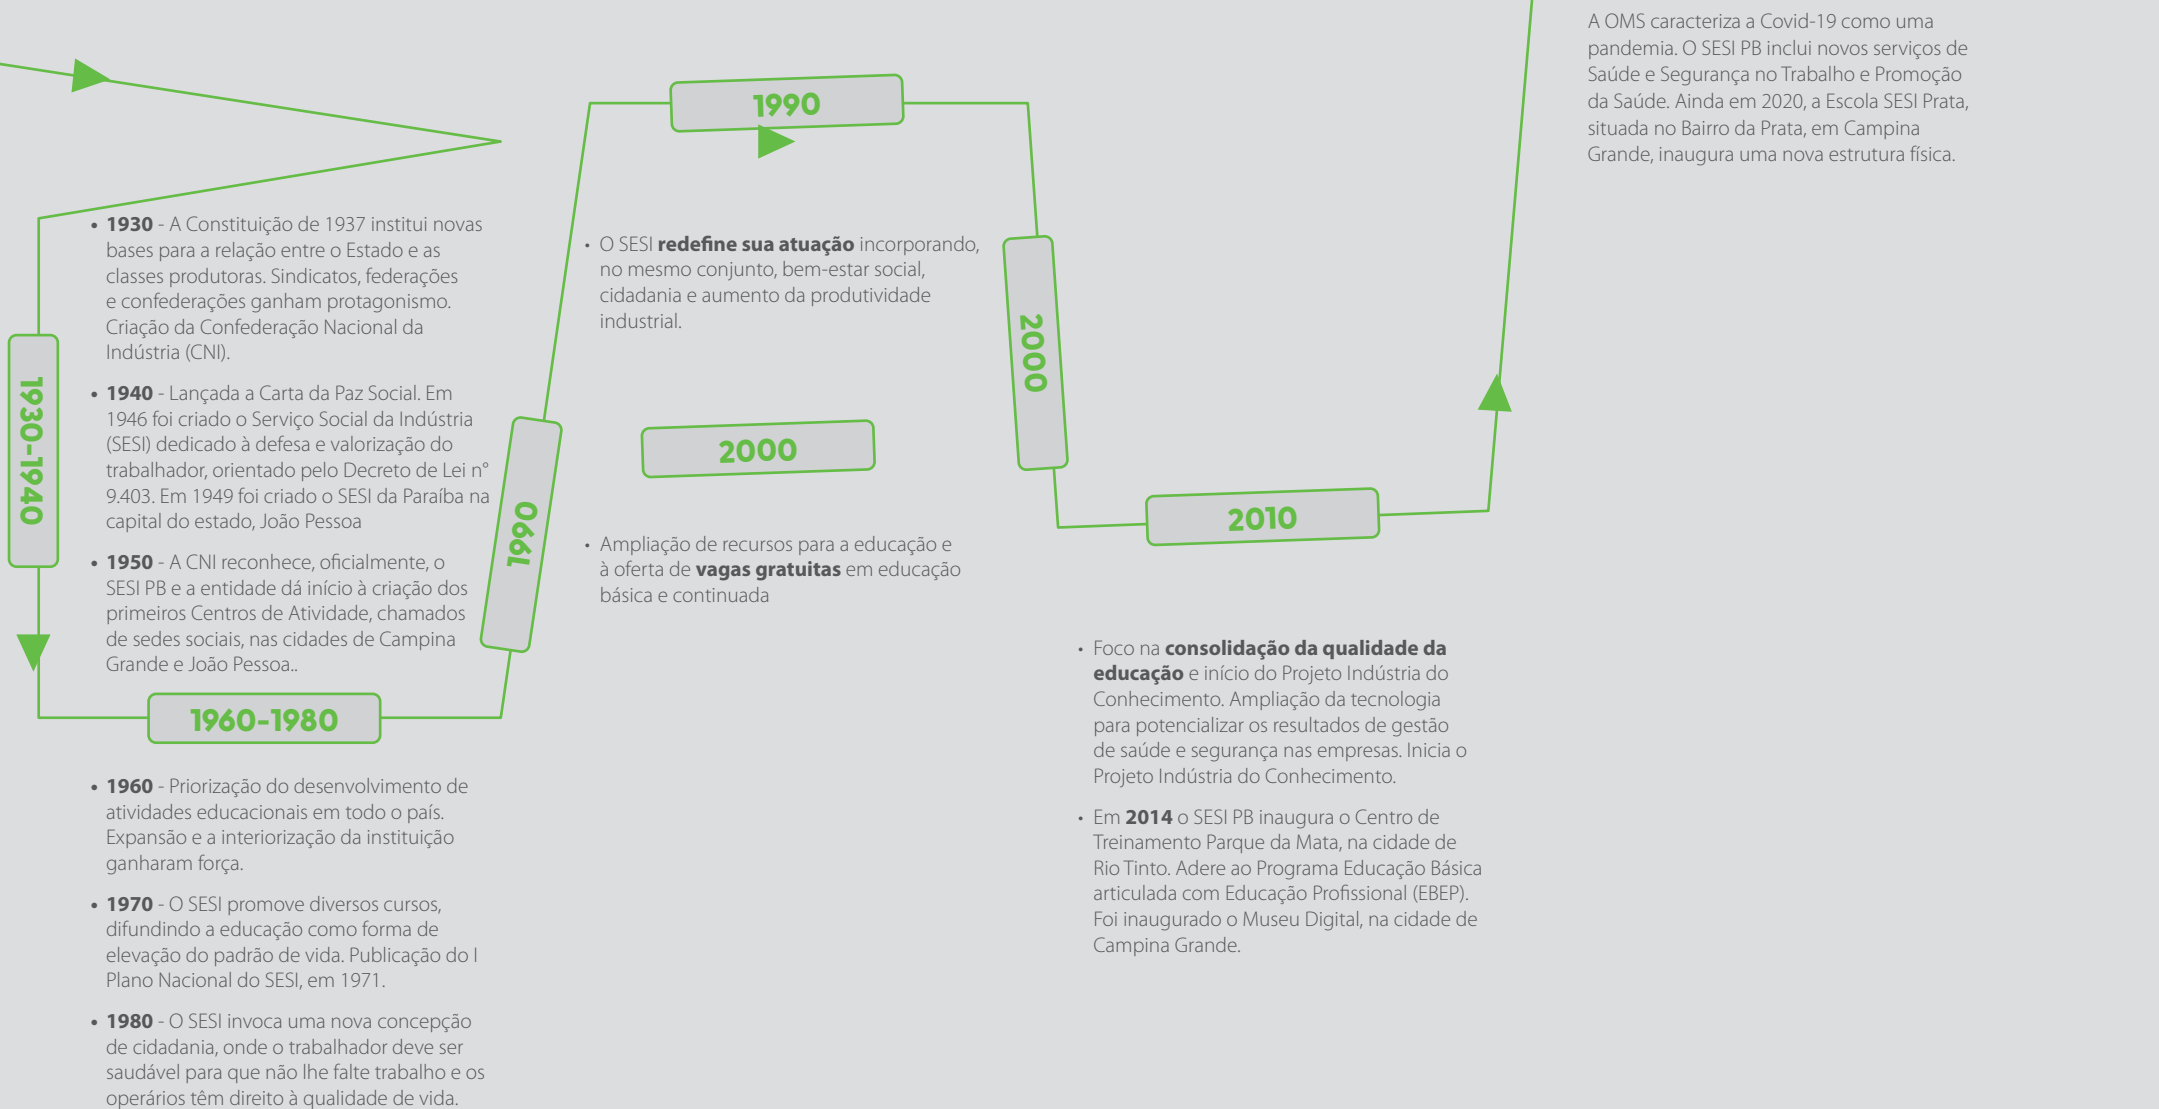 1930-1940
• 1930 - A Constituição de 1937 institui novas
bases para a relação entre o Estado e as
classes produtoras. Sindicatos, federações
e confederações ganham protagonismo.
Criação da Confederação Nacional da
Indústria (CNI).
• 1940 - Lançada a Carta da Paz Social. Em
1946 foi criado o Serviço Social da Indústria
(SESI) dedicado à defesa e valorização do
trabalhador, orientado pelo Decreto de Lei n°
9.403. Em 1949 foi criado o SESI da Paraíba na
capital do estado, João Pessoa
• 1950 - A CNI reconhece, oficialmente, o
SESI PB e a entidade dá início à criação dos
primeiros Centros de Atividade, chamados
de sedes sociais, nas cidades de Campina
Grande e João Pessoa..
1960-1980
• 1960 - Priorização do desenvolvimento de
atividades educacionais em todo o país.
Expansão e a interiorização da instituição
ganharam força.
• 1970 - O SESI promove diversos cursos,
difundindo a educação como forma de
elevação do padrão de vida. Publicação do I
Plano Nacional do SESI, em 1971.
• 1980 - O SESI invoca uma nova concepção
de cidadania, onde o trabalhador deve ser
saudável para que não lhe falte trabalho e os
operários têm direito à qualidade de vida.
1990
1990
• O SESI redefine sua atuação incorporando,
no mesmo conjunto, bem-estar social,
cidadania e aumento da produtividade
industrial.
2000
• Ampliação de recursos para a educação e
à oferta de vagas gratuitas em educação
básica e continuada
2000
2010
• Foco na consolidação da qualidade da
educação e início do Projeto Indústria do
Conhecimento. Ampliação da tecnologia
para potencializar os resultados de gestão
de saúde e segurança nas empresas. Inicia o
Projeto Indústria do Conhecimento.
• Em 2014 o SESI PB inaugura o Centro de
Treinamento Parque da Mata, na cidade de
Rio Tinto. Adere ao Programa Educação Básica
articulada com Educação Profissional (EBEP).
Foi inaugurado o Museu Digital, na cidade de
Campina Grande.
A OMS caracteriza a Covid-19 como uma
pandemia. O SESI PB inclui novos serviços de
Saúde e Segurança no Trabalho e Promoção
da Saúde. Ainda em 2020, a Escola SESI Prata,
situada no Bairro da Prata, em Campina
Grande, inaugura uma nova estrutura física.